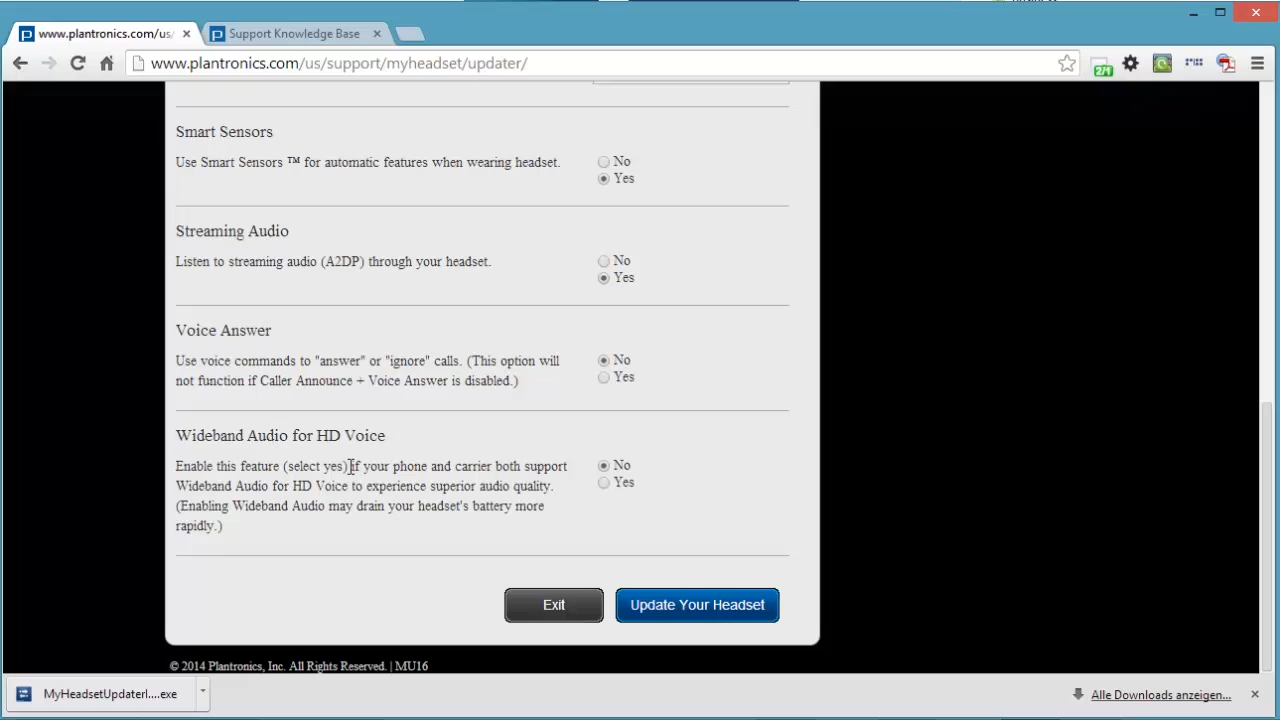 www.plantronics.com/us/
Support Knowledge Base
www.plantronics.com/us/support/myheadset/updater/
Smart Sensors
Use Smart Sensors ™ for automatic features when wearing headset.
No
Yes
Streaming Audio
Listen to streaming audio (A2DP) through your headset.
No
Yes
Voice Answer
Use voice commands to "answer" or "ignore" calls. (This option will
not function if Caller Announce + Voice Answer is disabled.)
No
Yes
Wideband Audio for HD Voice
Enable this feature (select yes) if your phone and carrier both support
Wideband Audio for HD Voice to experience superior audio quality.
(Enabling Wideband Audio may drain your headset's battery more
rapidly.)
No
Yes
Exit
Update Your Headset
© 2014 Plantronics, Inc. All Rights Reserved. | MU16
MyHeadsetUpdaterI....exe
Alle Downloads anzeigen...